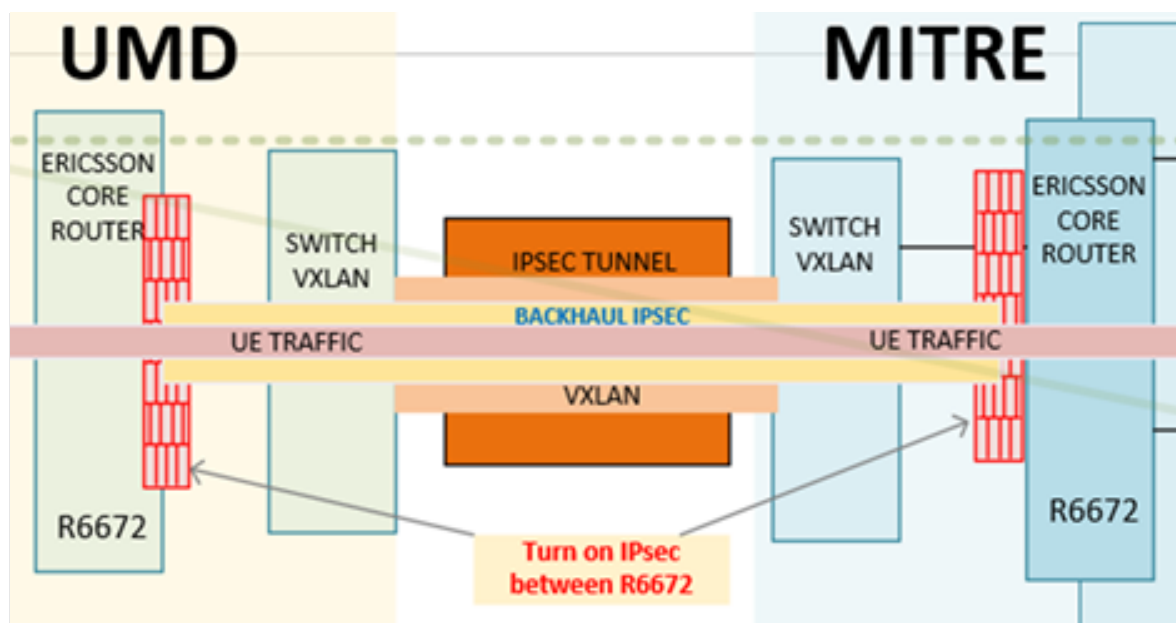 UMD
MITRE
ERICSSON
CORE
ROUTER
SWITCH
VXLAN
IPSEC TUNNEL
SWITCH
VXLAN
ERICSSON
CORE
ROUTER
BACKHAUL IPSEC
UE TRAFFIC
UE TRAFFIC
VXLAN
R6672
R6672
Turn on IPsec
between R6672